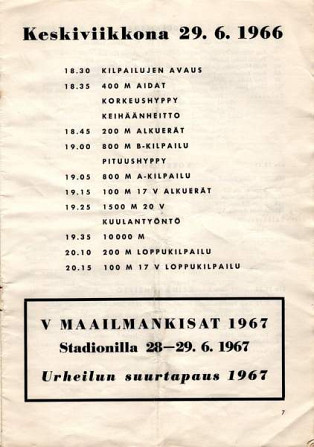 Keskiviikkona 29. 6. 1966
18.30 KILPAILUJEN AVAUS
18.35 400 M AIDAT
KORKEUSHYPPY
KEIHÄÄNHEITTO
18.45 200 M ALKUERÄT
19.00 800 M B-KILPAILU
PITUUSHYPPY
19.05 800 M A-KILPAILU
19.15 100 M 17 V ALKUERÄT
19.25 1500 M 20 V
KUULANTYÖNTÖ
19.35 10000 M
20.10 200 M LOPPUKILPAILU
20.15 100 M 17 V LOPPUKILPAILU
V MAAILMANKISAT 1967
Stadionilla 28—29. 6. 1967
Urheilun suurtapaus 1967
7